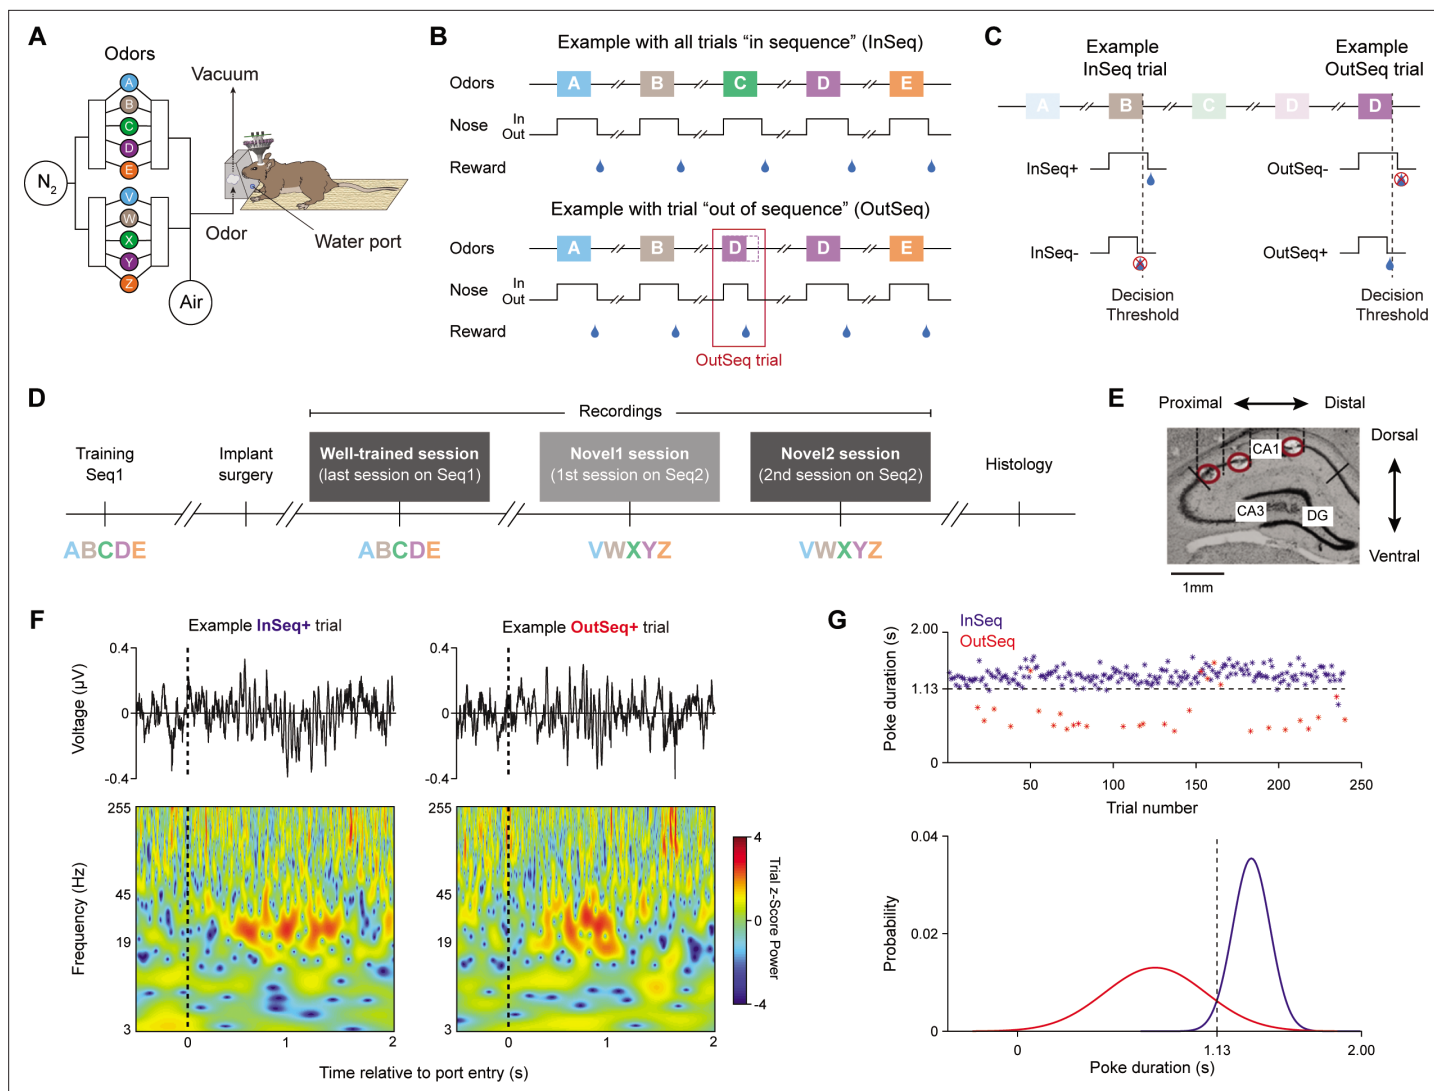 A
Odors
A
B
C
D
E
V
W
X
Y
Z
N2
Air
Vacuum
Odor
Water port
B
Example with all trials “in sequence” (InSeq)
Odors
A
B
C
D
E
Nose
In
Out
Reward
Example with trial “out of sequence” (OutSeq)
Odors
A
B
D
D
E
Nose
In
Out
Reward
OutSeq trial
C
Example
InSeq trial
Example
OutSeq trial
A
B
C
D
D
InSeq+
OutSeq-
InSeq-
OutSeq+
Decision
Threshold
Decision
Threshold
D
Recordings
Training
Seq1
Implant
surgery
Well-trained session
(last session on Seq1)
Novel1 session
(1st session on Seq2)
Novel2 session
(2nd session on Seq2)
Histology
ABCDE
ABCDE
VWXYZ
VWXYZ
E
Proximal
Distal
Dorsal
Ventral
CA1
CA3
DG
1mm
F
Example InSeq+ trial
Example OutSeq+ trial
Voltage (µV)
0.4
0
-0.4
0.4
0
-0.4
Frequency (Hz)
255
45
19
3
0
1
2
255
45
19
3
0
1
2
4
0
-4
Trial z-Score Power
Time relative to port entry (s)
G
InSeq
OutSeq
Poke duration (s)
2.00
1.13
0
50
100
150
200
250
Trial number
Probability
0.04
0.02
0
0
1.13
2.00
Poke duration (s)